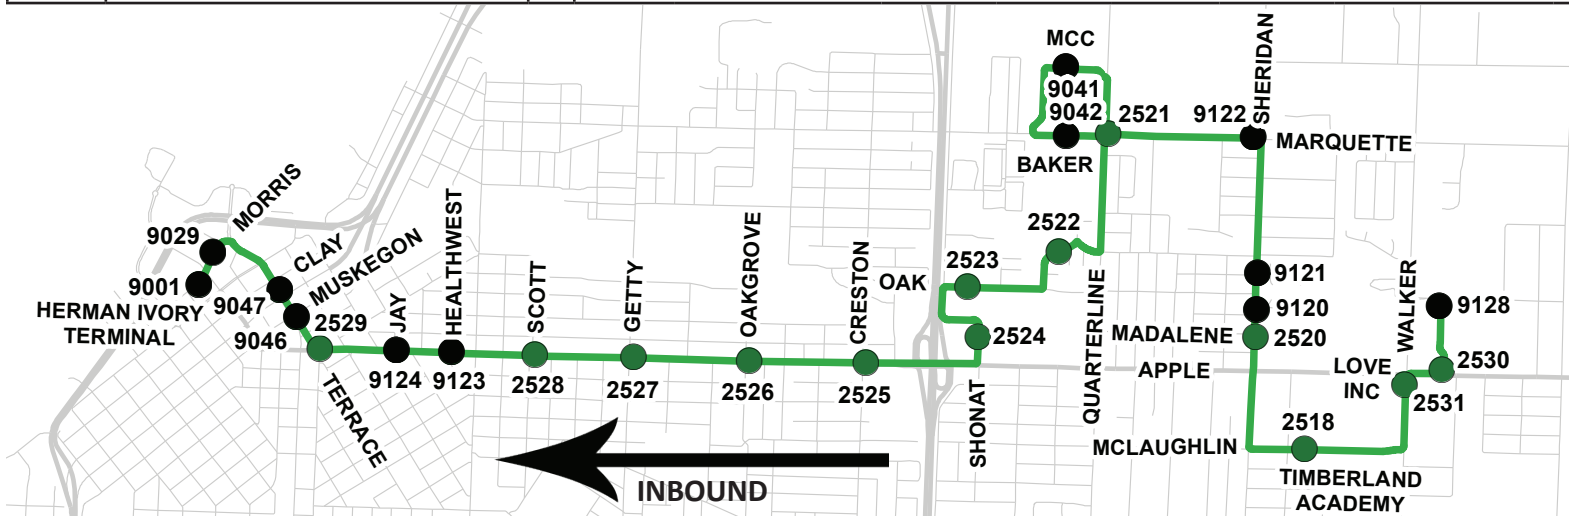 MCC
9041
9042
BAKER
2521
9122
SHERIDAN
MARQUETTE
MORRIS
9029
9001
HERMAN IVORY
TERMINAL
CLAY
9047
MUSKEGON
9046
2529
TERRACE
JAY
9124
HEALTHWEST
9123
SCOTT
2528
GETTY
2527
OAKGROVE
2526
CRESTON
2525
OAK
2523
2522
2524
SHONAT
QUARTERLINE
9121
9120
MADALENE
2520
APPLE
WALKER
9128
LOVE
INC
2530
2531
2518
MCLAUGHLIN
TIMBERLAND
ACADEMY
INBOUND